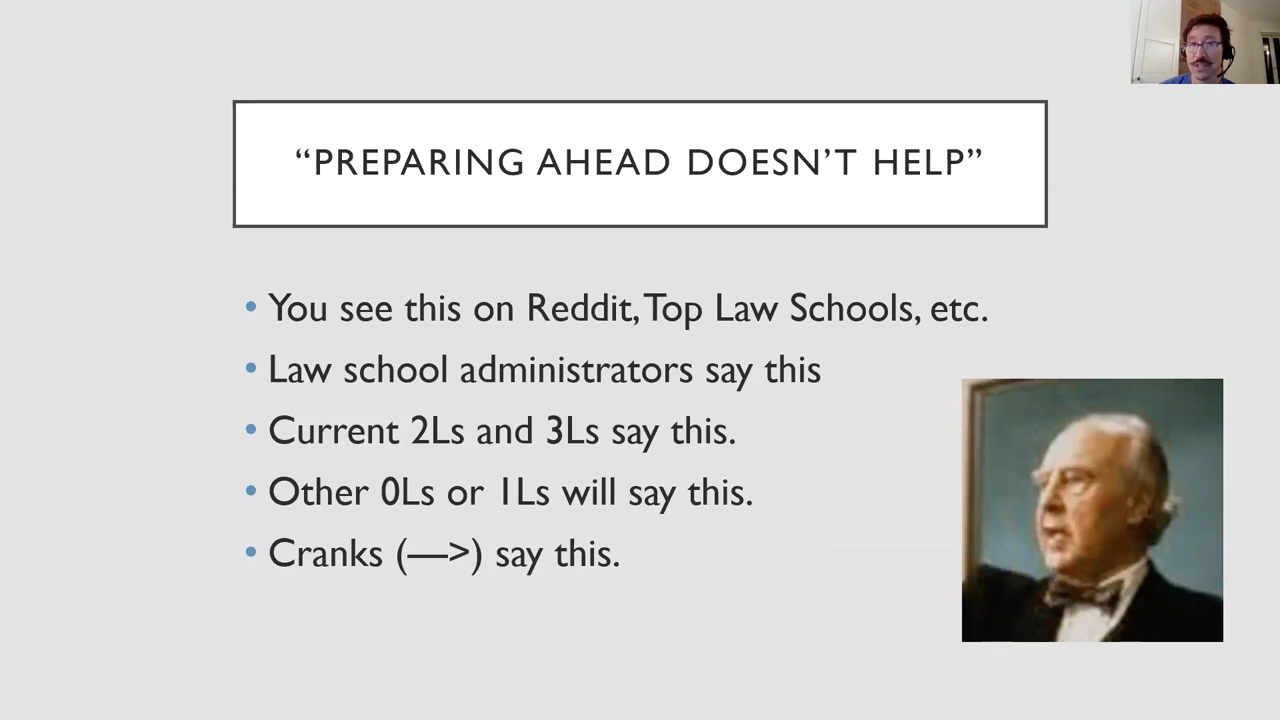 “PREPARING AHEAD DOESN’T HELP”
• You see this on Reddit, Top Law Schools, etc.
• Law school administrators say this
• Current 2Ls and 3Ls say this.
• Other 0Ls or 1Ls will say this.
• Cranks (—>) say this.